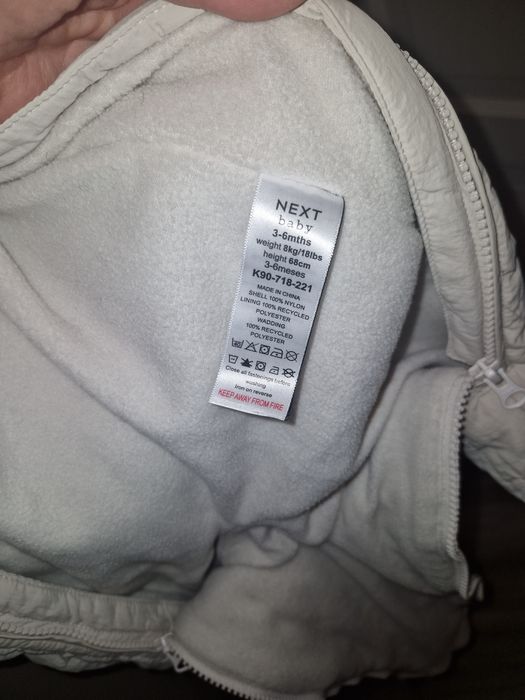 NEXT
baby
3-6mths
weight 8kg/18lbs
height 68cm
3-6meses
K90-718-221
MADE IN CHINA
SHELL 100% NYLON
LINING 100% RECYCLED
POLYESTER
WADDING
100% RECYCLED
POLYESTER
Close all fastenings before
washing
Iron on reverse
KEEP AWAY FROM FIRE